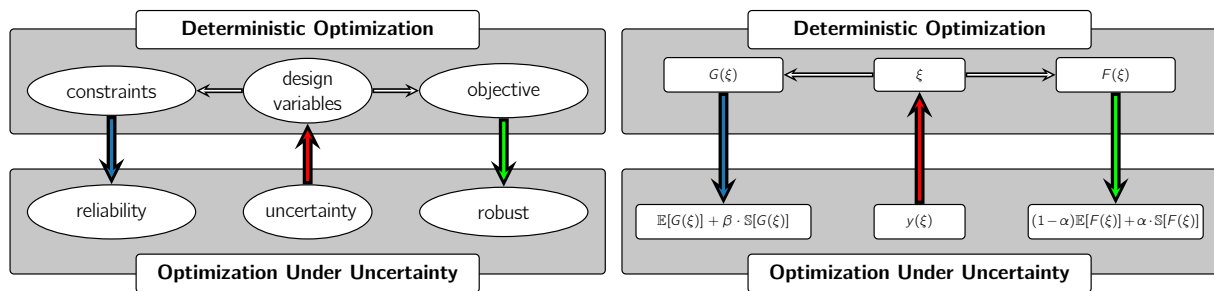 Deterministic Optimization
constraints
design
variables
objective
reliability
uncertainty
robust
Optimization Under Uncertainty
Deterministic Optimization
G(ξ)
ξ
F(ξ)
𝔼[G(ξ)] + β · 𝕊[G(ξ)]
y(ξ)
(1−α)𝔼[F(ξ)]+α·𝕊[F(ξ)]
Optimization Under Uncertainty